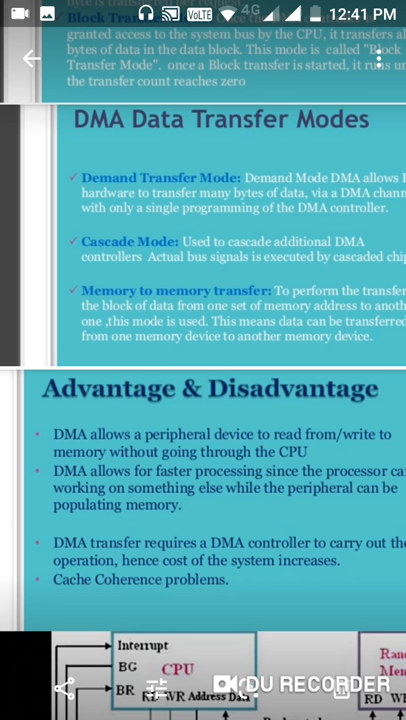 VOLTE 4G 12:41 PM
Block
granted access to the system bus by the CPU, it transfers al
bytes of data in the data block. This mode is called "Block
Transfer Mode". once a Block transfer is started, it runs un
the transfer count reaches zero
DMA Data Transfer Modes
✓ Demand Transfer Mode: Demand Mode DMA allows
hardware to transfer many bytes of data, via a DMA chann
with only a single programming of the DMA controller.
✓ Cascade Mode: Used to cascade additional DMA
controllers Actual bus signals is executed by cascaded chip
✓ Memory to memory transfer: To perform the transfer
the block of data from one set of memory address to anoth
one ,this mode is used. This means data can be transferred
from one memory device to another memory device.
Advantage & Disadvantage
• DMA allows a peripheral device to read from/write to
memory without going through the CPU
• DMA allows for faster processing since the processor ca
working on something else while the peripheral can be
populating memory.
• DMA transfer requires a DMA controller to carry out the
operation, hence cost of the system increases.
• Cache Coherence problems.
Interrupt
BG CPU
BR RD WR Address Data
Ran
Mem
RD W
DU RECORDER